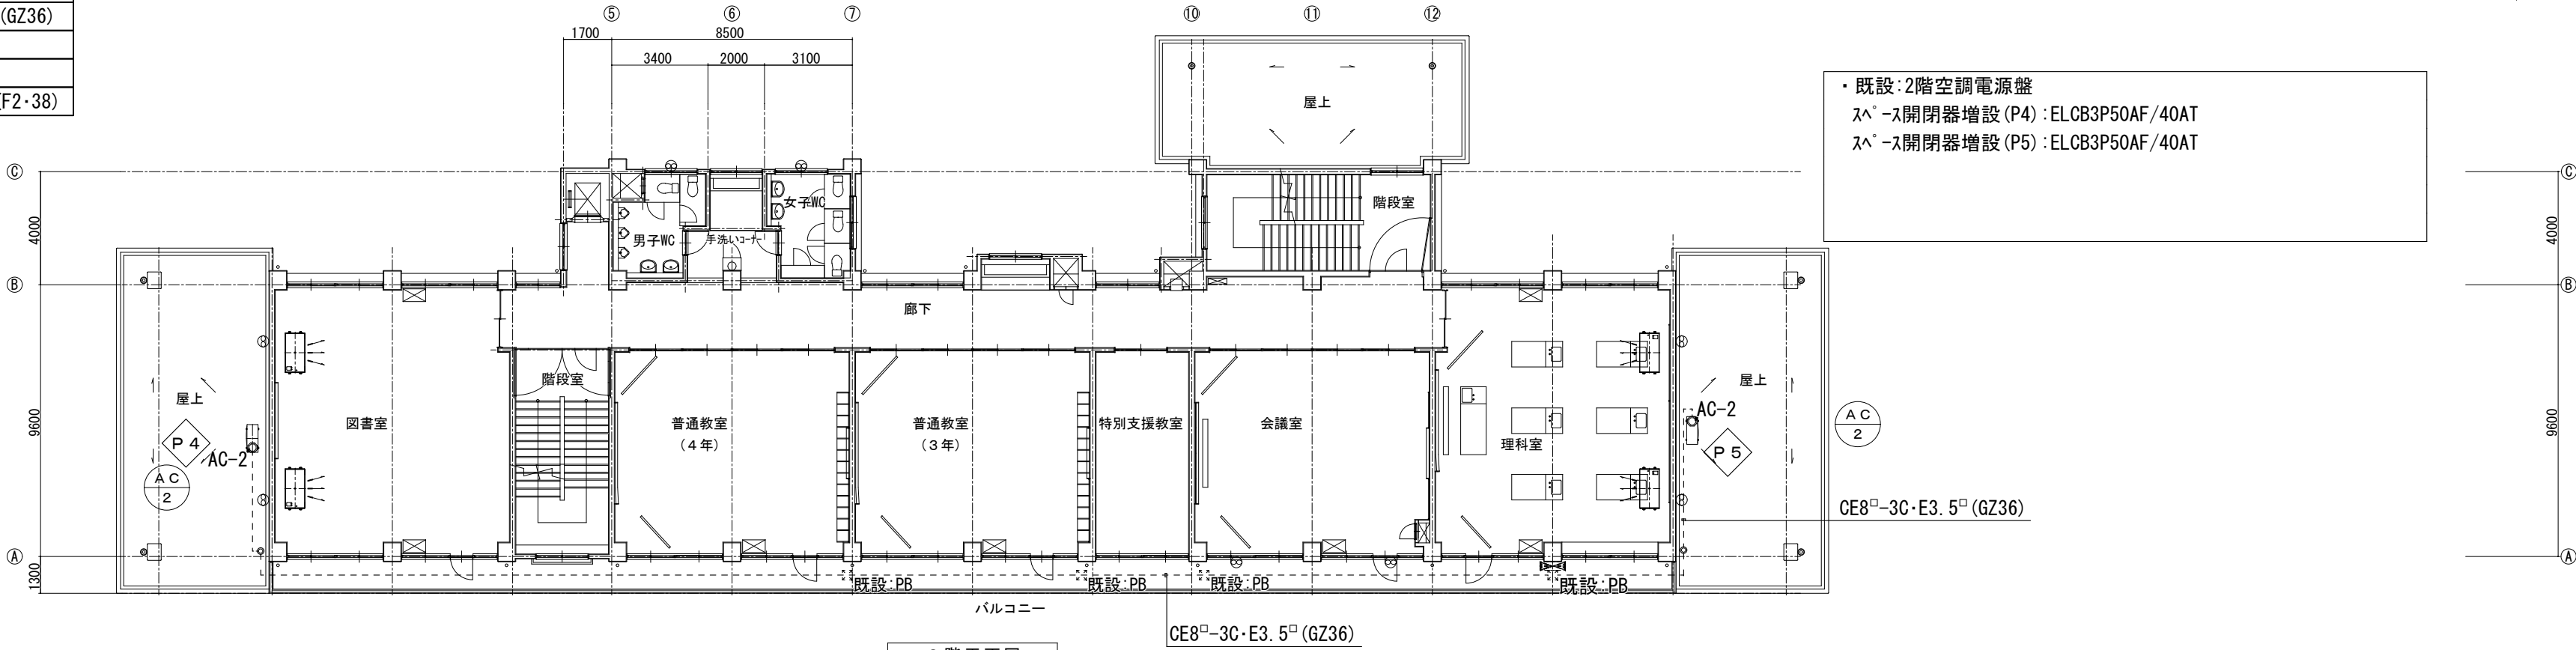 (GZ36)
F2・38)
⑤ ⑥ ⑦ ⑩ ⑪ ⑫
1700 8500
3400 2000 3100
・既設:2階空調電源盤
ｽﾍﾟｰｽ開閉器増設(P4):ELCB3P50AF/40AT
ｽﾍﾟｰｽ開閉器増設(P5):ELCB3P50AF/40AT
屋上
Ⓒ Ⓒ
女子WC 階段室
4000 男子WC 手洗いｺｰﾅｰ 4000
Ⓑ Ⓑ
廊下
階段室
屋上 屋上
AC-2
AC
2
図書室 普通教室 普通教室 特別支援教室 会議室
(４年) (３年) 理科室
9600 9600
P4 P5
AC-2
AC
2
CE8□-3C・E3.5□(GZ36)
Ⓐ Ⓐ
1300
既設:PB 既設:PB 既設:PB 既設:PB
バルコニー
CE8□-3C・E3.5□(GZ36)